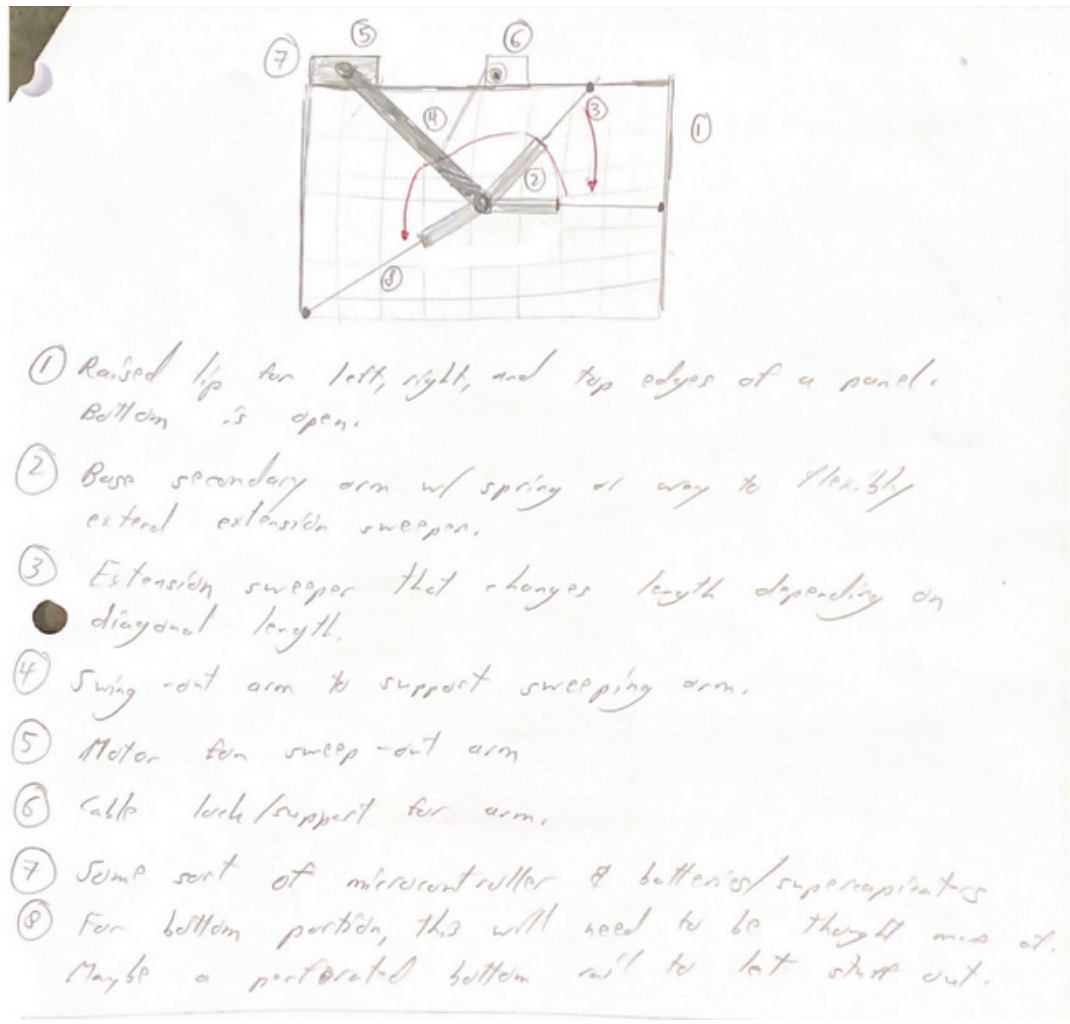 ⑤ ⑥
⑦
④ ③ ①
②
⑧
① Raised lip for left, right, and top edges of a panel.
Bottom is open.
② Base secondary arm w/ spring or way to flexibly
extend extension sweeper.
③ Extension sweeper that changes length depending on
diagonal length.
④ Swing-out arm to support sweeping arm.
⑤ Motor for sweep-out arm
⑥ Cable lock/support for arm.
⑦ Some sort of microcontroller & batteries/supercapacitors
⑧ For bottom portion, this will need to be thought more of.
Maybe a perforated bottom rail to let stuff out.